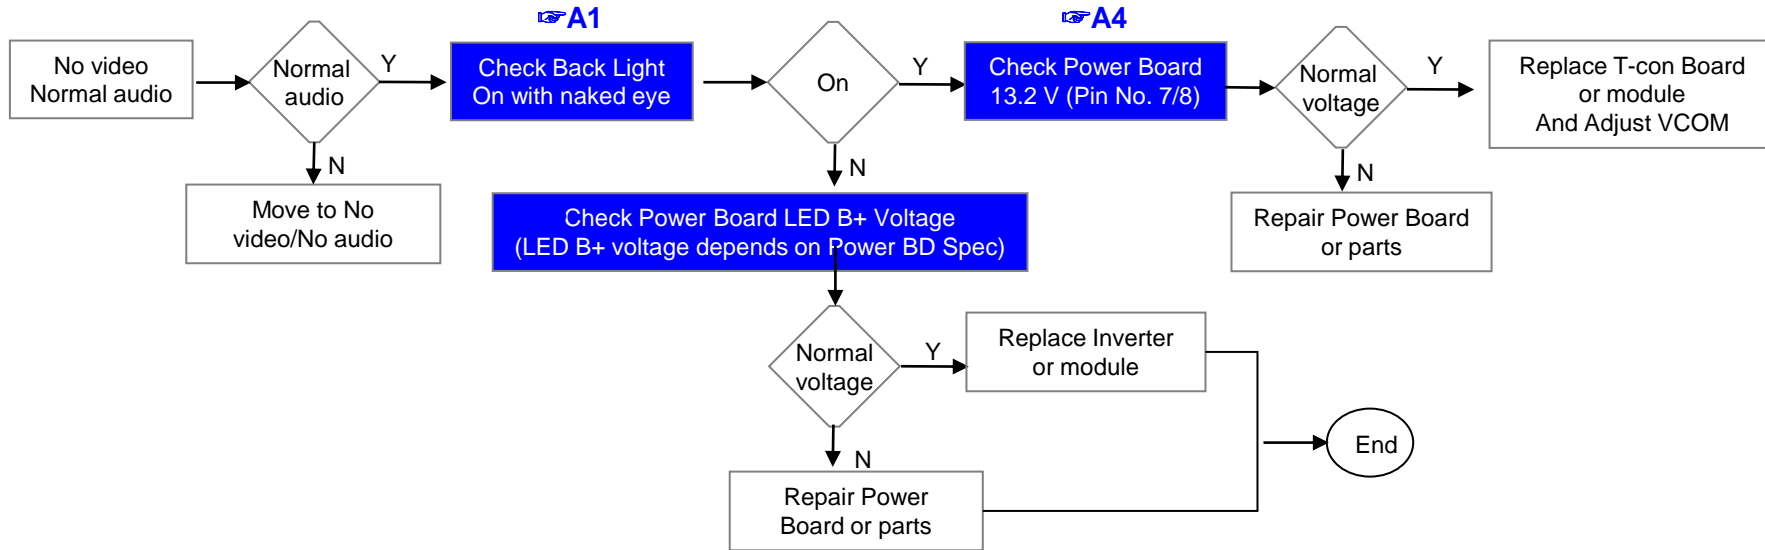 ☞A1
☞A4
No video
Normal audio
Normal
audio
Y
Check Back Light
On with naked eye
On
Y
Check Power Board
13.2 V (Pin No. 7/8)
Normal
voltage
Y
Replace T-con Board
or module
And Adjust VCOM
N
Move to No
video/No audio
N
Check Power Board LED B+ Voltage
(LED B+ voltage depends on Power BD Spec)
N
Repair Power Board
or parts
Normal
voltage
Y
Replace Inverter
or module
N
Repair Power
Board or parts
End